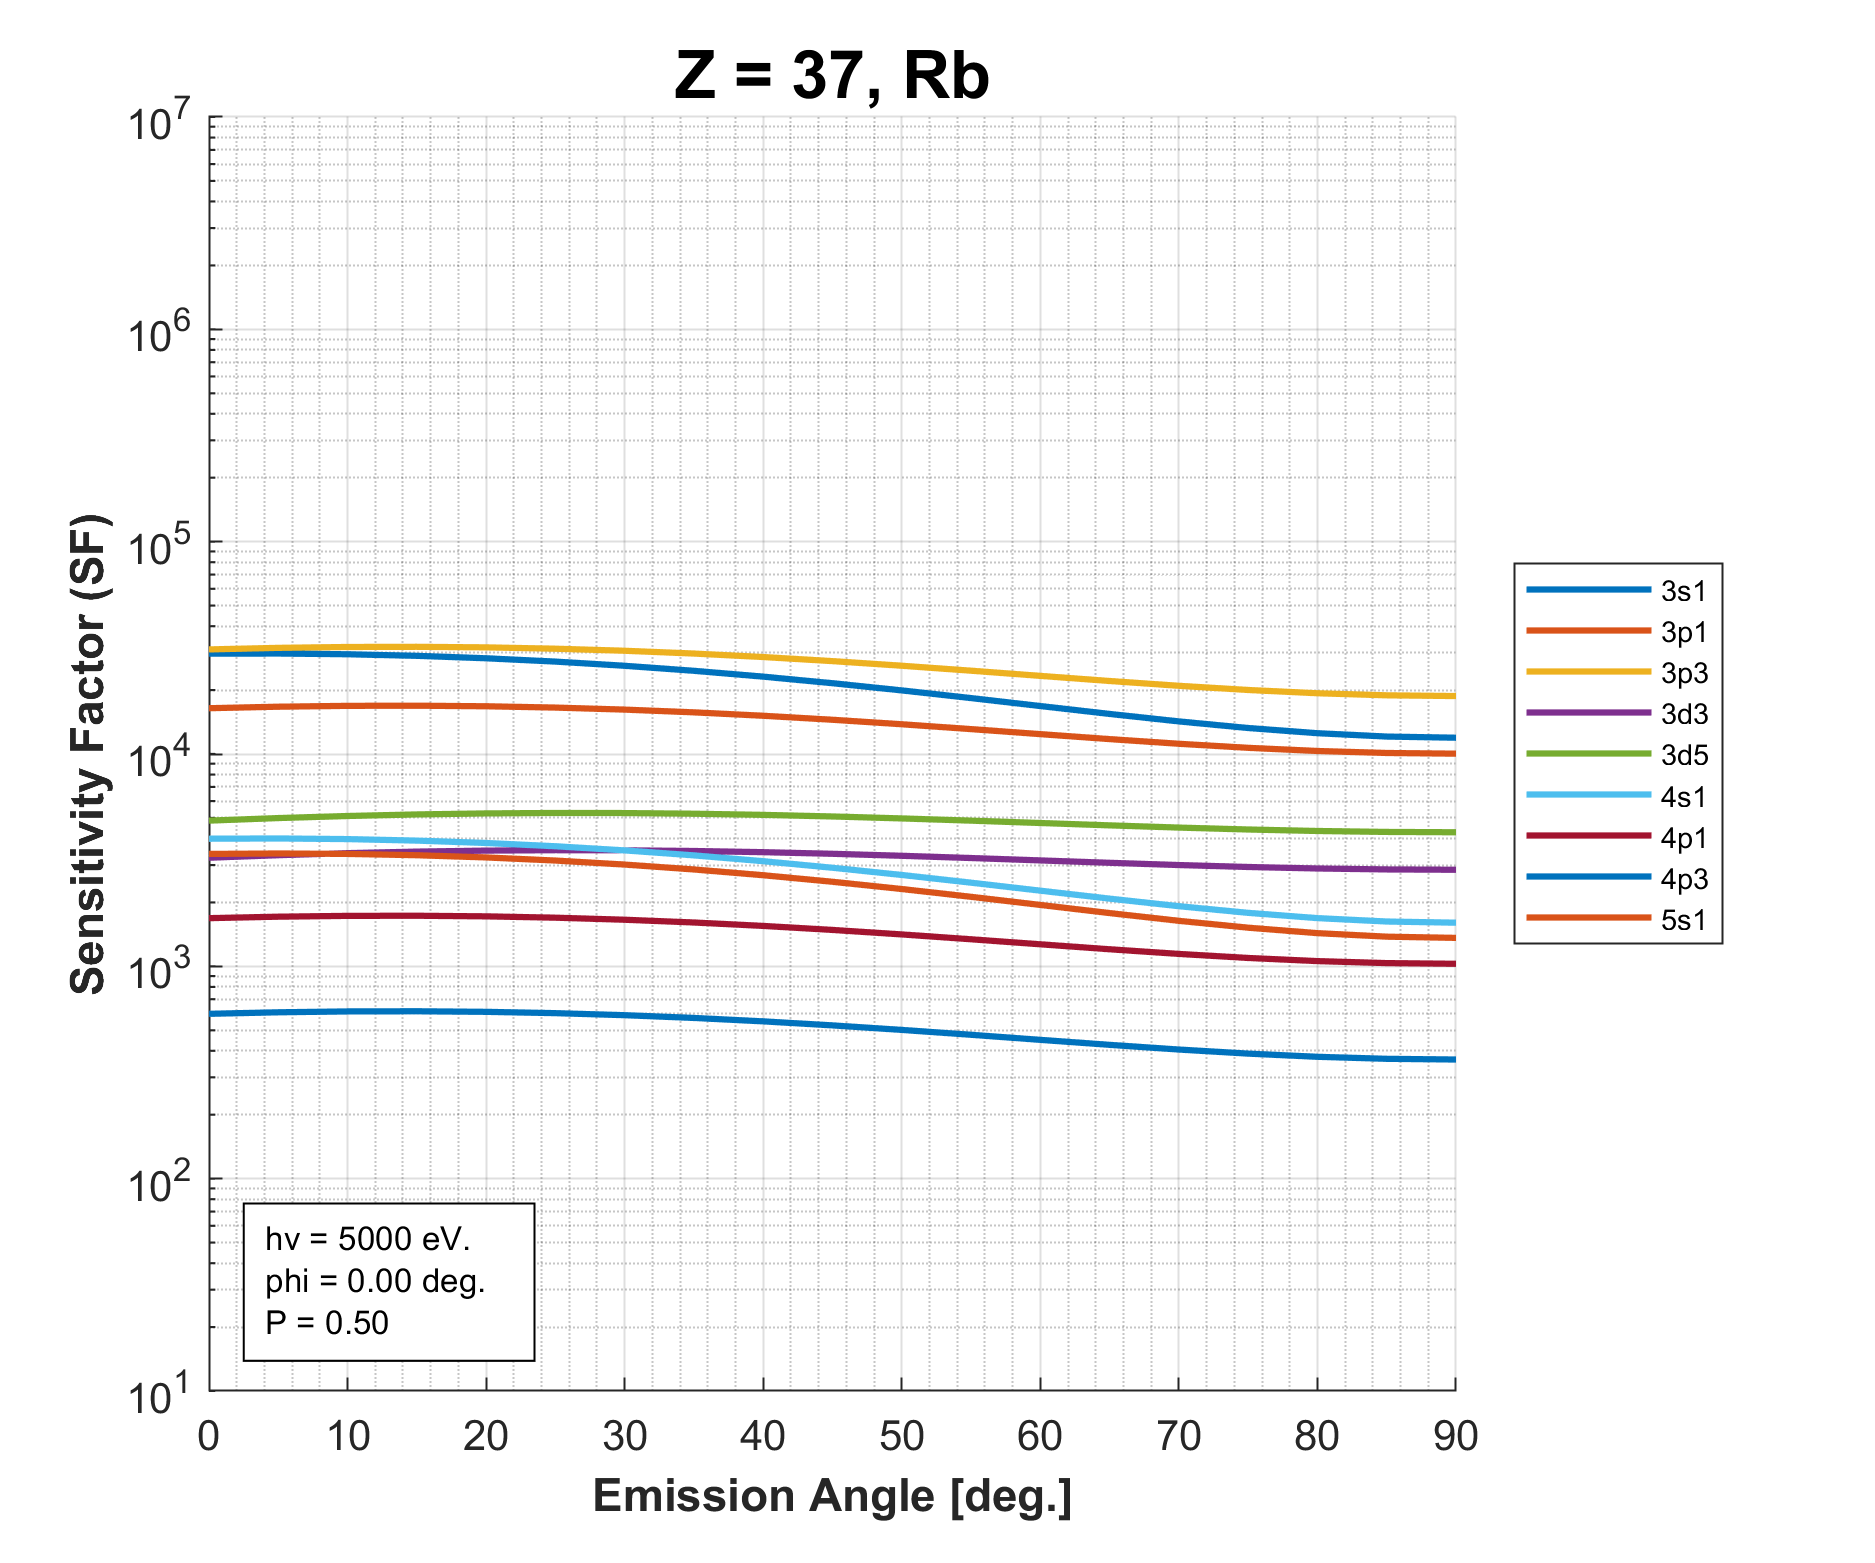 Z = 37, Rb
10^7
10^6
10^5
10^4
10^3
10^2
10^1
Sensitivity Factor (SF)
0 10 20 30 40 50 60 70 80 90
Emission Angle [deg.]
hv = 5000 eV.
phi = 0.00 deg.
P = 0.50
3s1
3p1
3p3
3d3
3d5
4s1
4p1
4p3
5s1